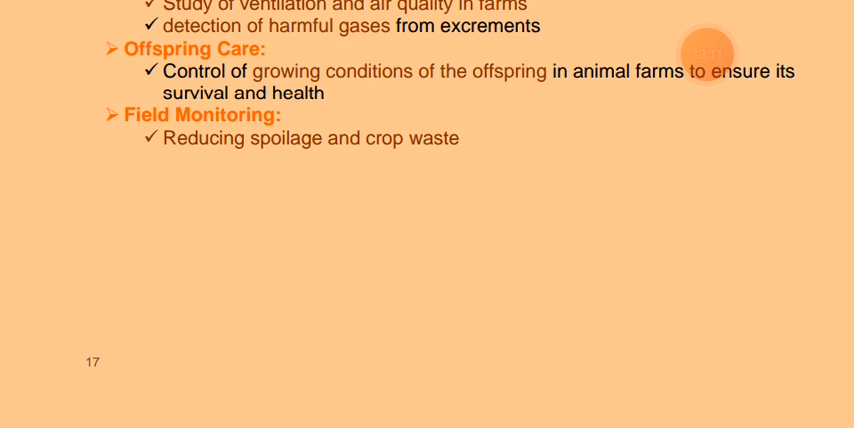 ✓ Study of ventilation and air quality in farms
✓ detection of harmful gases from excrements
➢ Offspring Care:
✓ Control of growing conditions of the offspring in animal farms to ensure its
survival and health
➢ Field Monitoring:
✓ Reducing spoilage and crop waste
17